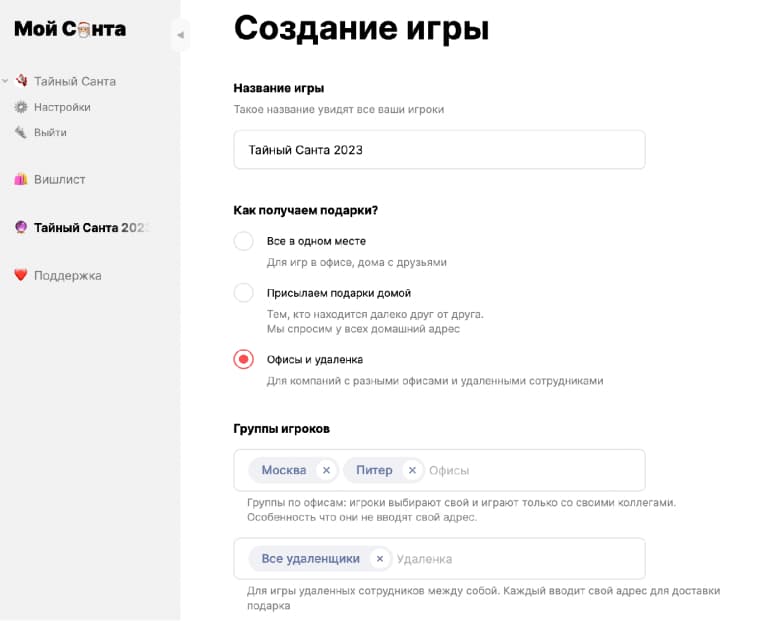 Мой Санта
Тайный Санта
Настройки
Выйти
Вишлист
Тайный Санта 2023
Поддержка
Создание игры
Название игры
Такое название увидят все ваши игроки
Тайный Санта 2023
Как получаем подарки?
Все в одном месте
Для игр в офисе, дома с друзьями
Присылаем подарки домой
Тем, кто находится далеко друг от друга.
Мы спросим у всех домашний адрес
Офисы и удаленка
Для компаний с разными офисами и удаленными сотрудниками
Группы игроков
Москва × Питер × Офисы
Группы по офисам: игроки выбирают свой и играют только со своими коллегами.
Особенность что они не вводят свой адрес.
Все удаленщики × Удаленка
Для игры удаленных сотрудников между собой. Каждый вводит свой адрес для доставки
подарка